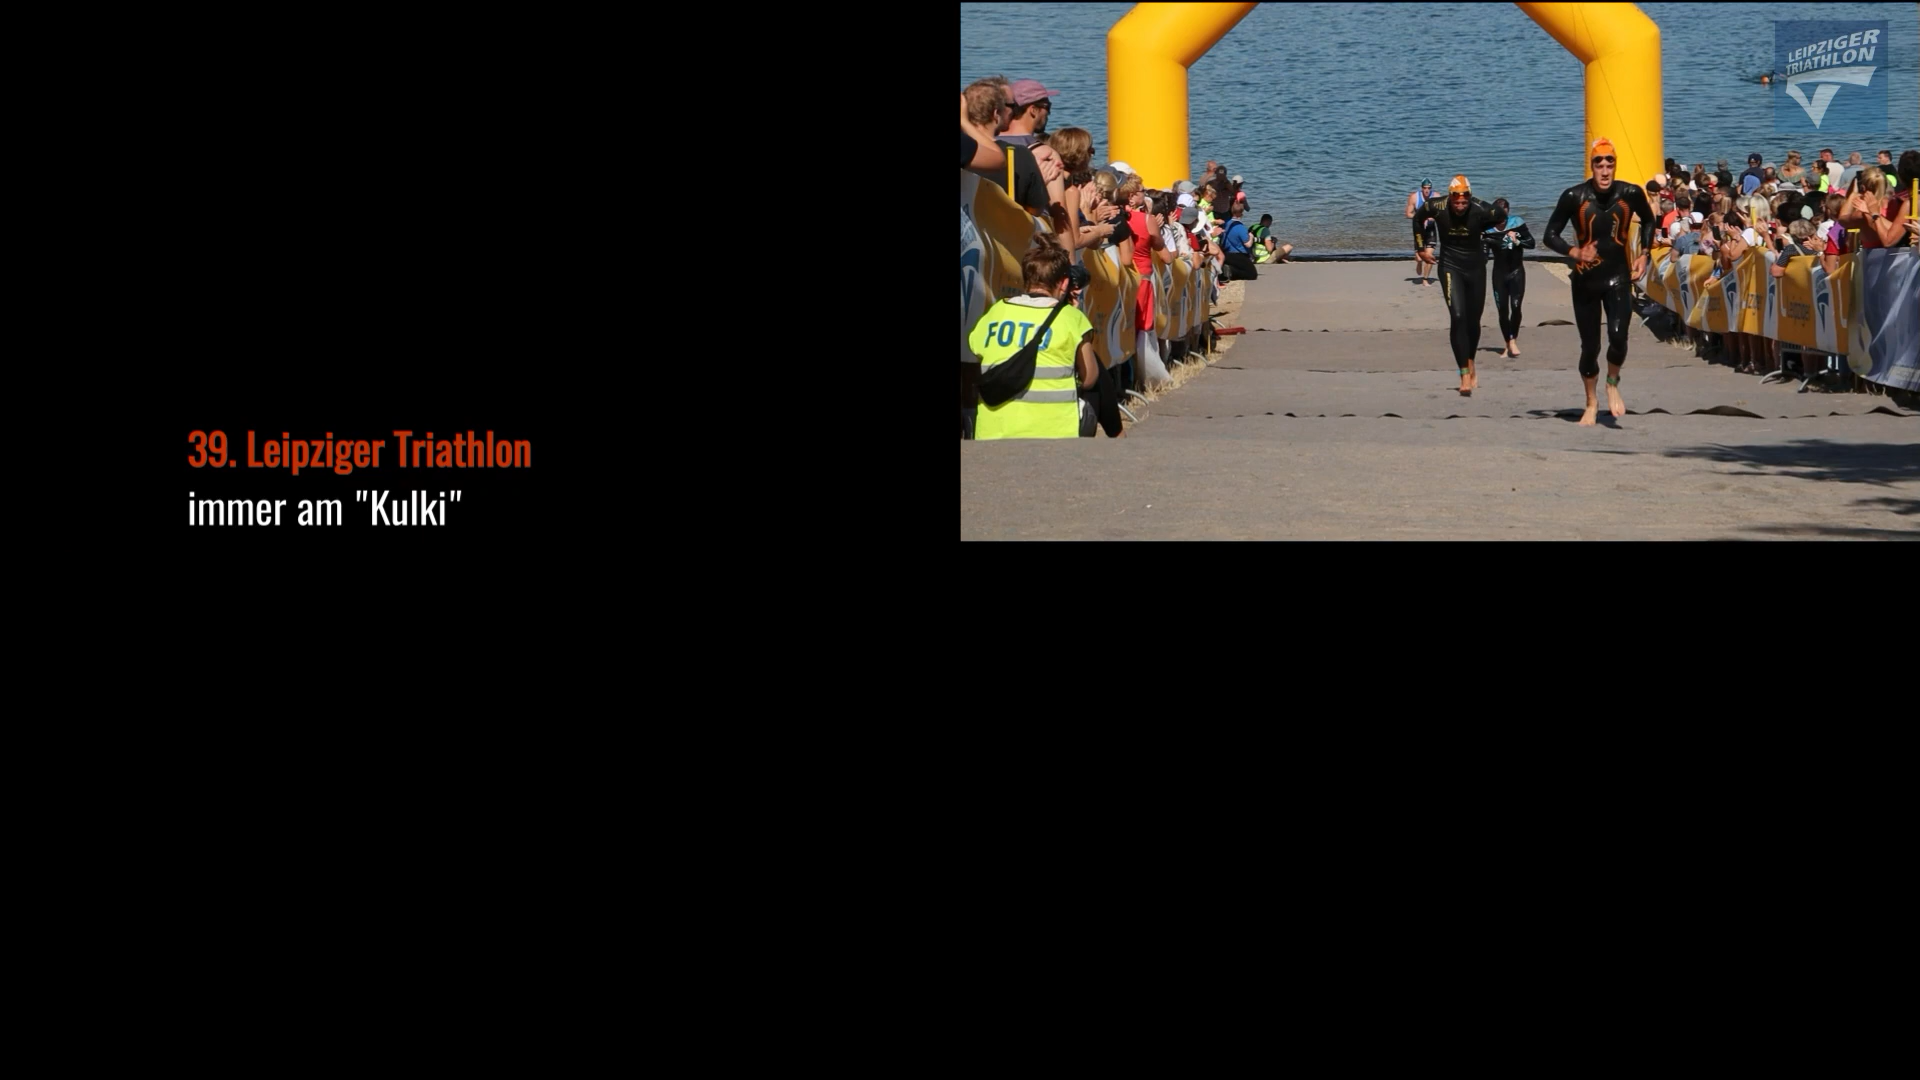 39. Leipziger Triathlon
immer am "Kulki"
LEIPZIGER
TRIATHLON
FOTO